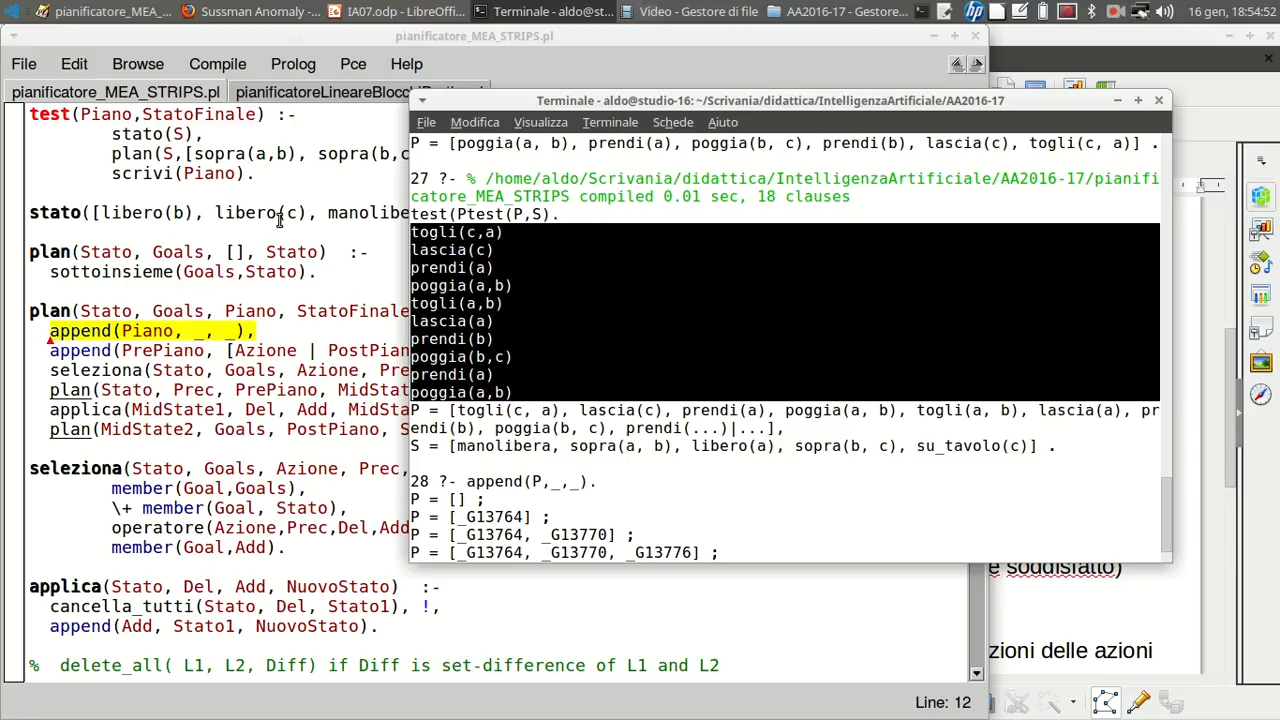 pianificatore_MEA_...
Sussman Anomaly -...
IA07.odp - LibreOffi...
Terminale - aldo@st...
Video - Gestore di file
AA2016-17 - Gestore...
16 gen, 18:54:52
pianificatore_MEA_STRIPS.pl
File Edit Browse Compile Prolog Pce Help
pianificatore_MEA_STRIPS.pl
test(Piano,StatoFinale) :-
stato(S),
plan(S,[sopra(a,b), sopra(b,c
scrivi(Piano).
stato([libero(b), libero(c), manolibe
plan(Stato, Goals, [], Stato) :-
sottoinsieme(Goals,Stato).
plan(Stato, Goals, Piano, StatoFinale
append(Piano, _, _),
append(PrePiano, [Azione | PostPian
seleziona(Stato, Goals, Azione, Pre
plan(Stato, Prec, PrePiano, MidStat
applica(MidState1, Del, Add, MidSta
plan(MidState2, Goals, PostPiano, S
seleziona(Stato, Goals, Azione, Prec,
member(Goal,Goals),
\+ member(Goal, Stato),
operatore(Azione,Prec,Del,Add
member(Goal,Add).
applica(Stato, Del, Add, NuovoStato) :-
cancella_tutti(Stato, Del, Stato1), !,
append(Add, Stato1, NuovoStato).
% delete_all( L1, L2, Diff) if Diff is set-difference of L1 and L2
Line: 12
Terminale - aldo@studio-16: ~/Scrivania/didattica/IntelligenzaArtificiale/AA2016-17
File Modifica Visualizza Terminale Schede Aiuto
P = [poggia(a, b), prendi(a), poggia(b, c), prendi(b), lascia(c), togli(c, a)] .
27 ?- % /home/aldo/Scrivania/didattica/IntelligenzaArtificiale/AA2016-17/pianifi
catore_MEA_STRIPS compiled 0.01 sec, 18 clauses
test(Ptest(P,S).
togli(c,a)
lascia(c)
prendi(a)
poggia(a,b)
togli(a,b)
lascia(a)
prendi(b)
poggia(b,c)
prendi(a)
poggia(a,b)
P = [togli(c, a), lascia(c), prendi(a), poggia(a, b), togli(a, b), lascia(a), pr
endi(b), poggia(b, c), prendi(...)|...],
S = [manolibera, sopra(a, b), libero(a), sopra(b, c), su_tavolo(c)] .
28 ?- append(P,_,_).
P = [] ;
P = [_G13764] ;
P = [_G13764, _G13770] ;
P = [_G13764, _G13770, _G13776] ;
e soddisfatto)
zioni delle azioni